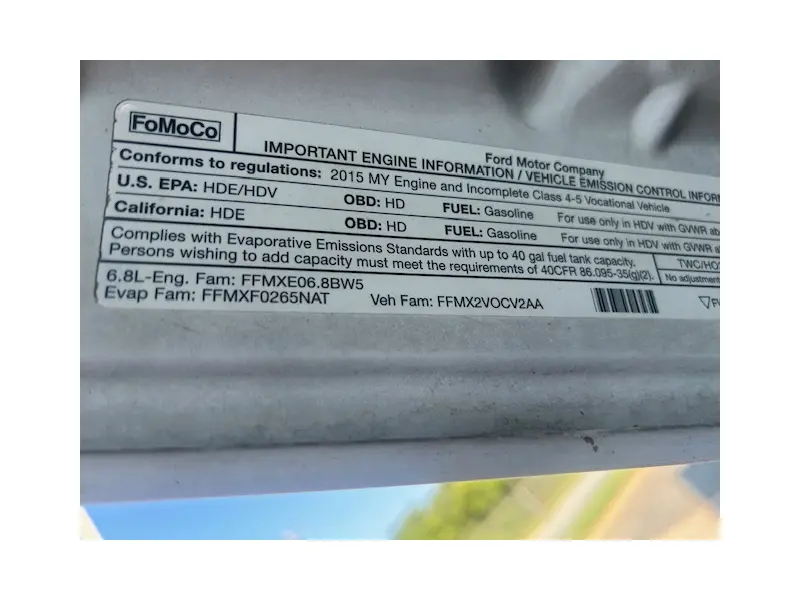 FoMoCo
Ford Motor Company
IMPORTANT ENGINE INFORMATION / VEHICLE EMISSION CONTROL
Conforms to regulations: 2015 MY Engine and Incomplete Class 4-5 Vocational Vehicle
U.S. EPA: HDE/HDV OBD: HD FUEL: Gasoline For use only in HDV with GVWR
California: HDE OBD: HD FUEL: Gasoline For use only in HDV with GVWR
Complies with Evaporative Emissions Standards with up to 40 gal fuel tank capacity.
Persons wishing to add capacity must meet the requirements of 40CFR 86.095-35(g)(2).
No adjustment
6.8L-Eng. Fam: FFMXE06.8BW5
Evap Fam: FFMXF0265NAT Veh Fam: FFMX2VOCV2AA